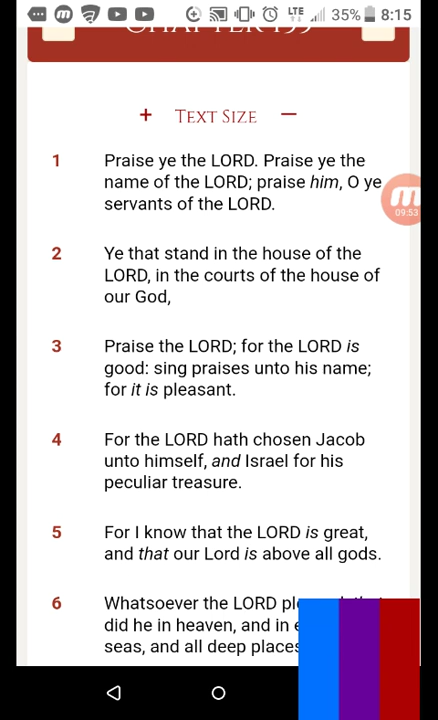 LTE 35% 8:15
+ TEXT SIZE −
1 Praise ye the LORD. Praise ye the
name of the LORD; praise him, O ye
servants of the LORD.
09:53
2 Ye that stand in the house of the
LORD, in the courts of the house of
our God,
3 Praise the LORD; for the LORD is
good: sing praises unto his name;
for it is pleasant.
4 For the LORD hath chosen Jacob
unto himself, and Israel for his
peculiar treasure.
5 For I know that the LORD is great,
and that our Lord is above all gods.
6 Whatsoever the LORD
did he in heaven, and in
seas, and all deep places